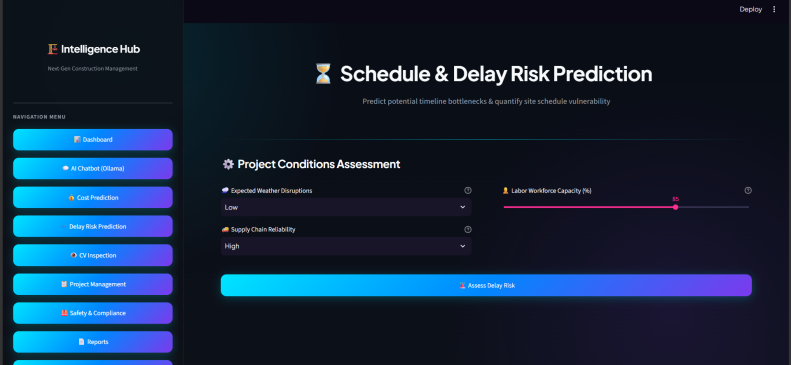 Deploy
Intelligence Hub
Next-Gen Construction Management
NAVIGATION MENU
Dashboard
AI Chatbot (Ollama)
Cost Prediction
Delay Risk Prediction
CV Inspection
Project Management
Safety & Compliance
Reports
Schedule & Delay Risk Prediction
Predict potential timeline bottlenecks & quantify site schedule vulnerability
Project Conditions Assessment
Expected Weather Disruptions
Low
Supply Chain Reliability
High
Labor Workforce Capacity (%)
85
Assess Delay Risk